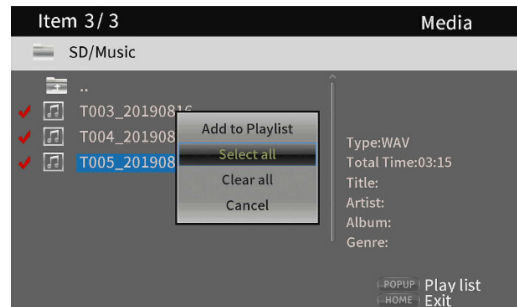 Item 3/3
Media
SD/Music
..
T003_20190816
T004_201908
T005_201908
Add to Playlist
Select all
Clear all
Cancel
Type:WAV
Total Time:03:15
Title:
Artist:
Album:
Genre:
POPUP Play list
HOME Exit